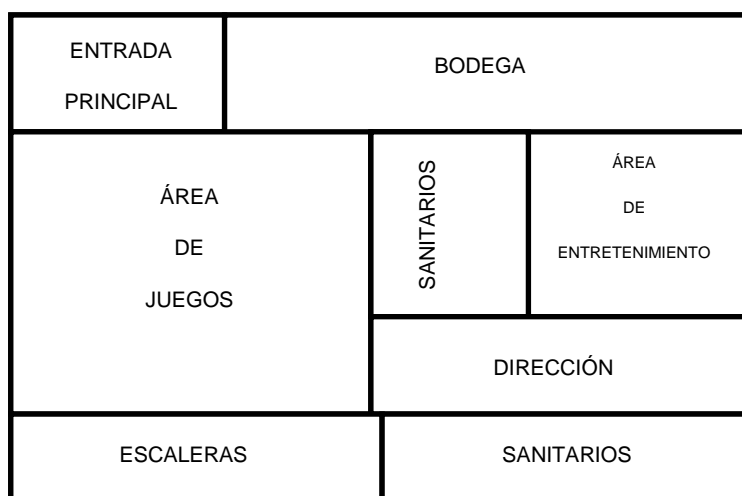 ENTRADA
PRINCIPAL
BODEGA
ÁREA
DE
JUEGOS
SANITARIOS
ÁREA
DE
ENTRETENIMIENTO
DIRECCIÓN
ESCALERAS
SANITARIOS